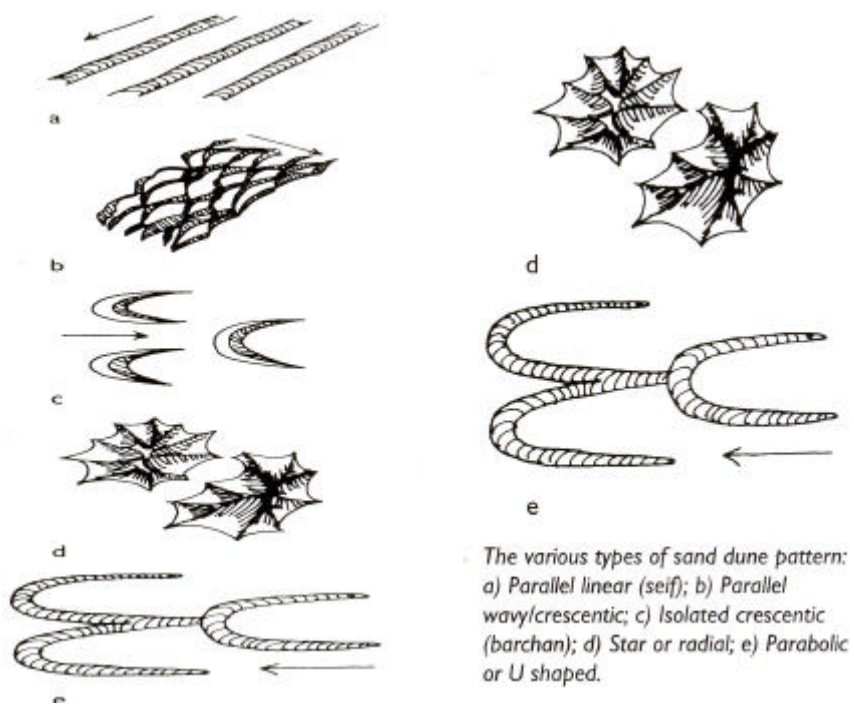 a
b
c
d
e
d
e
The various types of sand dune pattern:
a) Parallel linear (seif); b) Parallel
wavy/crescentic; c) Isolated crescentic
(barchan); d) Star or radial; e) Parabolic
or U shaped.